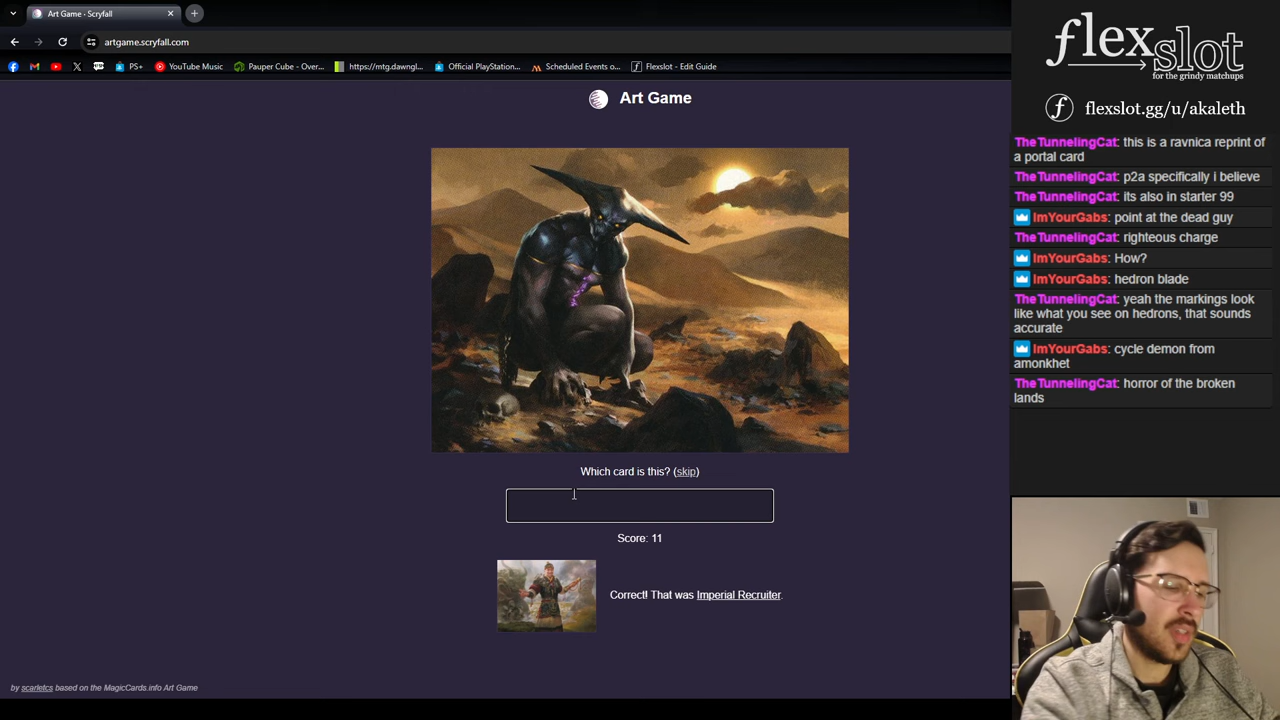 Art Game · Scryfall
artgame.scryfall.com
PS+
YouTube Music
Pauper Cube - Over...
https://mtg.dawngl...
Official PlayStation...
Scheduled Events o...
Flexslot - Edit Guide
Art Game
Which card is this? (skip)
Score: 11
Correct! That was Imperial Recruiter.
by scarletcs based on the MagicCards.info Art Game
flexslot
for the grindy matchups
flexslot.gg/u/akaleth
TheTunnelingCat: this is a ravnica reprint of
a portal card
TheTunnelingCat: p2a specifically i believe
TheTunnelingCat: its also in starter 99
ImYourGabs: point at the dead guy
TheTunnelingCat: righteous charge
ImYourGabs: How?
ImYourGabs: hedron blade
TheTunnelingCat: yeah the markings look
like what you see on hedrons, that sounds
accurate
ImYourGabs: cycle demon from
amonkhet
TheTunnelingCat: horror of the broken
lands